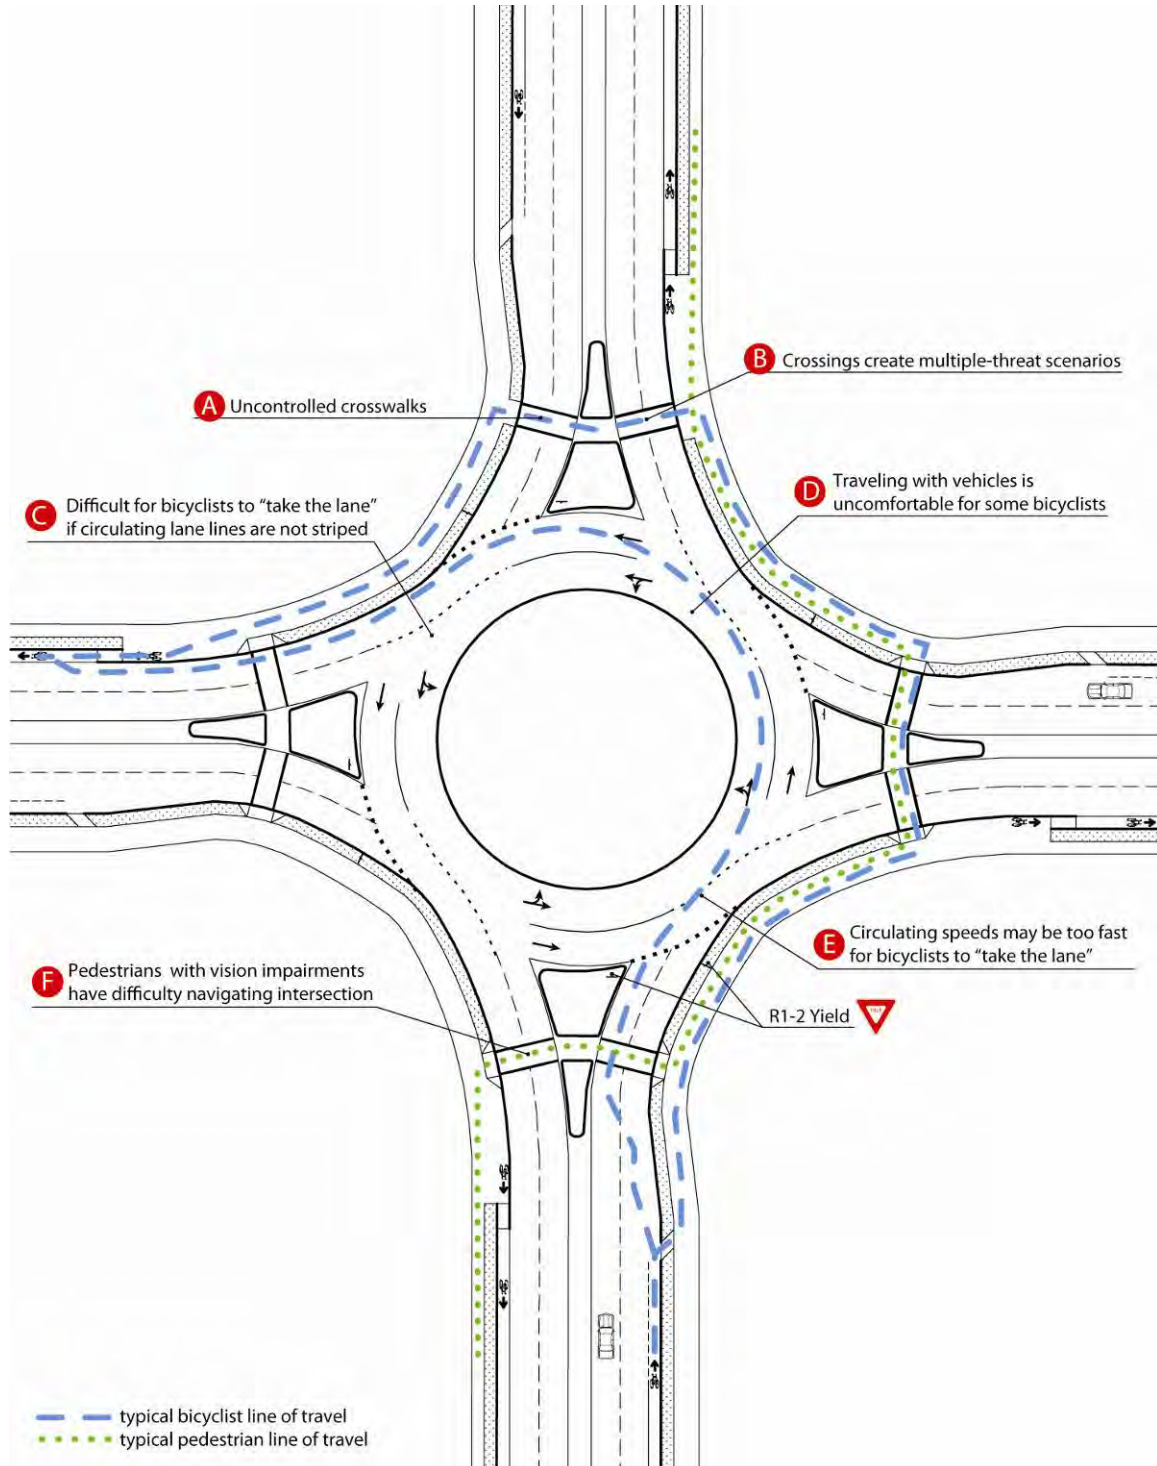 B Crossings create multiple-threat scenarios
A Uncontrolled crosswalks
D Traveling with vehicles is
uncomfortable for some bicyclists
C Difficult for bicyclists to “take the lane”
if circulating lane lines are not striped
E Circulating speeds may be too fast
for bicyclists to “take the lane”
F Pedestrians with vision impairments
have difficulty navigating intersection
R1-2 Yield
typical bicyclist line of travel
typical pedestrian line of travel